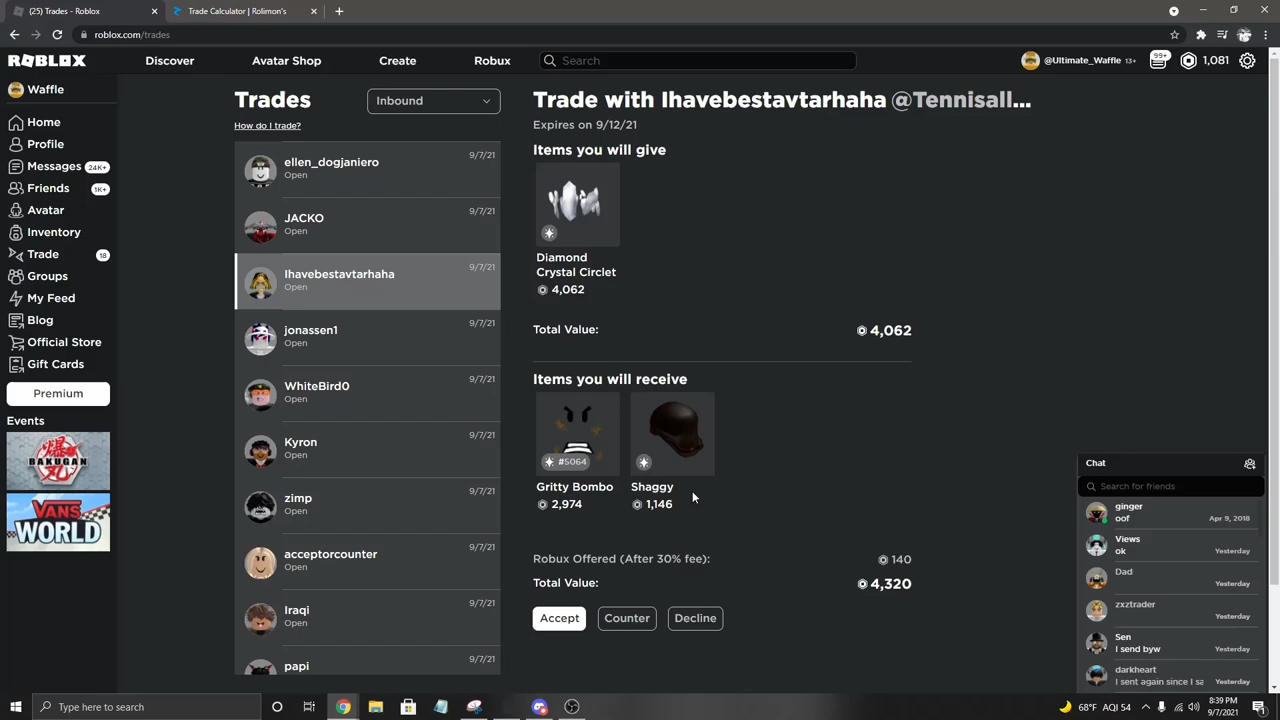 (25) Trades - Roblox
Trade Calculator | Rolimon's
roblox.com/trades
ROBLOX
Discover
Avatar Shop
Create
Robux
Search
@Ultimate_Waffle 13+
99+
1,081
Waffle
Home
Profile
Messages 24K+
Friends 1K+
Avatar
Inventory
Trade 18
Groups
My Feed
Blog
Official Store
Gift Cards
Premium
Events
BAKUGAN
VANS
WORLD
Trades
Inbound
How do I trade?
ellen_dogjaniero 9/7/21
Open
JACKO 9/7/21
Open
Ihavebestavtarhaha 9/7/21
Open
jonassen1 9/7/21
Open
WhiteBird0 9/7/21
Open
Kyron 9/7/21
Open
zimp 9/7/21
Open
acceptorcounter 9/7/21
Open
Iraqi 9/7/21
Open
papi 9/7/21
Trade with Ihavebestavtarhaha @Tennisall...
Expires on 9/12/21
Items you will give
Diamond
Crystal Circlet
4,062
Total Value: 4,062
Items you will receive
#5064
Gritty Bombo
2,974
Shaggy
1,146
Robux Offered (After 30% fee): 140
Total Value: 4,320
Accept
Counter
Decline
Chat
Search for friends
ginger
oof Apr 9, 2018
Views
ok Yesterday
Dad
Yesterday
zxztrader
Yesterday
Sen
I send byw Yesterday
darkheart
I sent again since I sa Yesterday
Type here to search
68°F AQI 54
8:39 PM
9/7/2021